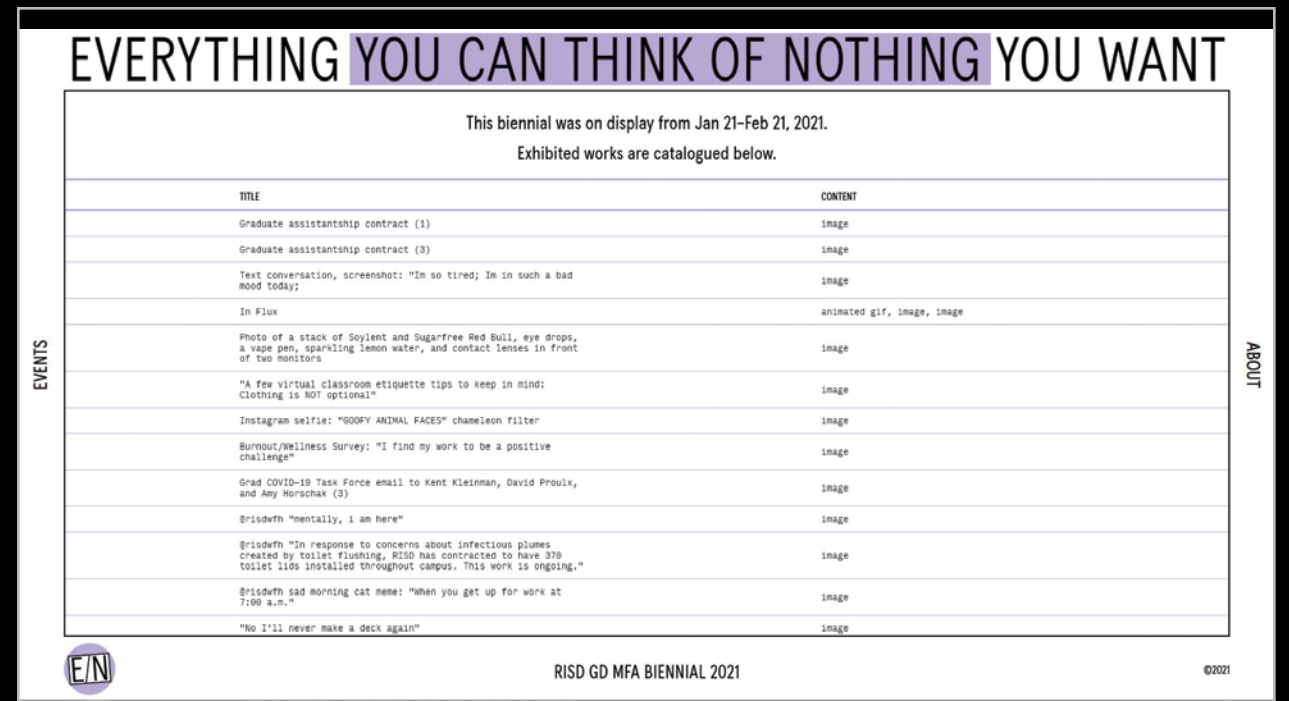 EVERYTHING YOU CAN THINK OF NOTHING YOU WANT
This biennial was on display from Jan 21–Feb 21, 2021.
Exhibited works are catalogued below.
TITLE CONTENT
Graduate assistantship contract (1) image
Graduate assistantship contract (3) image
Text conversation, screenshot: "Im so tired; Im in such a bad
mood today; image
In Flux animated gif, image, image
Photo of a stack of Soylent and Sugarfree Red Bull, eye drops,
a vape pen, sparkling lemon water, and contact lenses in front image
of two monitors
"A few virtual classroom etiquette tips to keep in mind:
Clothing is NOT optional" image
Instagram selfie: "GOOFY ANIMAL FACES" chameleon filter image
Burnout/Wellness Survey: "I find my work to be a positive
challenge" image
Grad COVID-19 Task Force email to Kent Kleinman, David Proulx,
and Amy Horschak (3) image
@risdwfh "mentally, i am here" image
@risdwfh "In response to concerns about infectious plumes
created by toilet flushing, RISD has contracted to have 370 image
toilet lids installed throughout campus. This work is ongoing."
@risdwfh sad morning cat meme: "When you get up for work at
7:00 a.m." image
"No I'll never make a deck again" image
EVENTS
ABOUT
E/N
RISD GD MFA BIENNIAL 2021
©2021